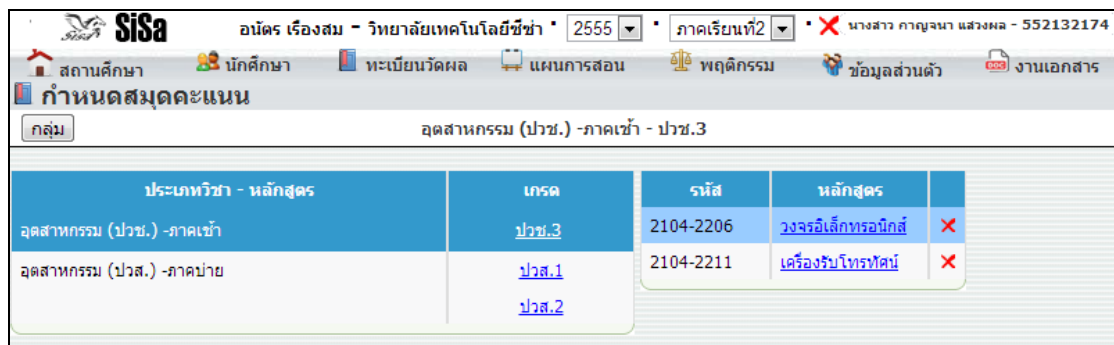 SiSa อนัตร เรืองสม - วิทยาลัยเทคโนโลยีซีซ่า • 2555 • ภาคเรียนที่2 • นางสาว กาญจนา แสวงผล - 552132174
สถานศึกษา นักศึกษา ทะเบียนวัดผล แผนการสอน พฤติกรรม ข้อมูลส่วนตัว งานเอกสาร
กำหนดสมุดคะแนน
กลุ่ม อุตสาหกรรม (ปวช.) -ภาคเช้า - ปวช.3
ประเภทวิชา - หลักสูตร เกรด รหัส หลักสูตร
อุตสาหกรรม (ปวช.) -ภาคเช้า ปวช.3 2104-2206 วงจรอิเล็กทรอนิกส์
อุตสาหกรรม (ปวส.) -ภาคบ่าย ปวส.1 2104-2211 เครื่องรับโทรทัศน์
ปวส.2